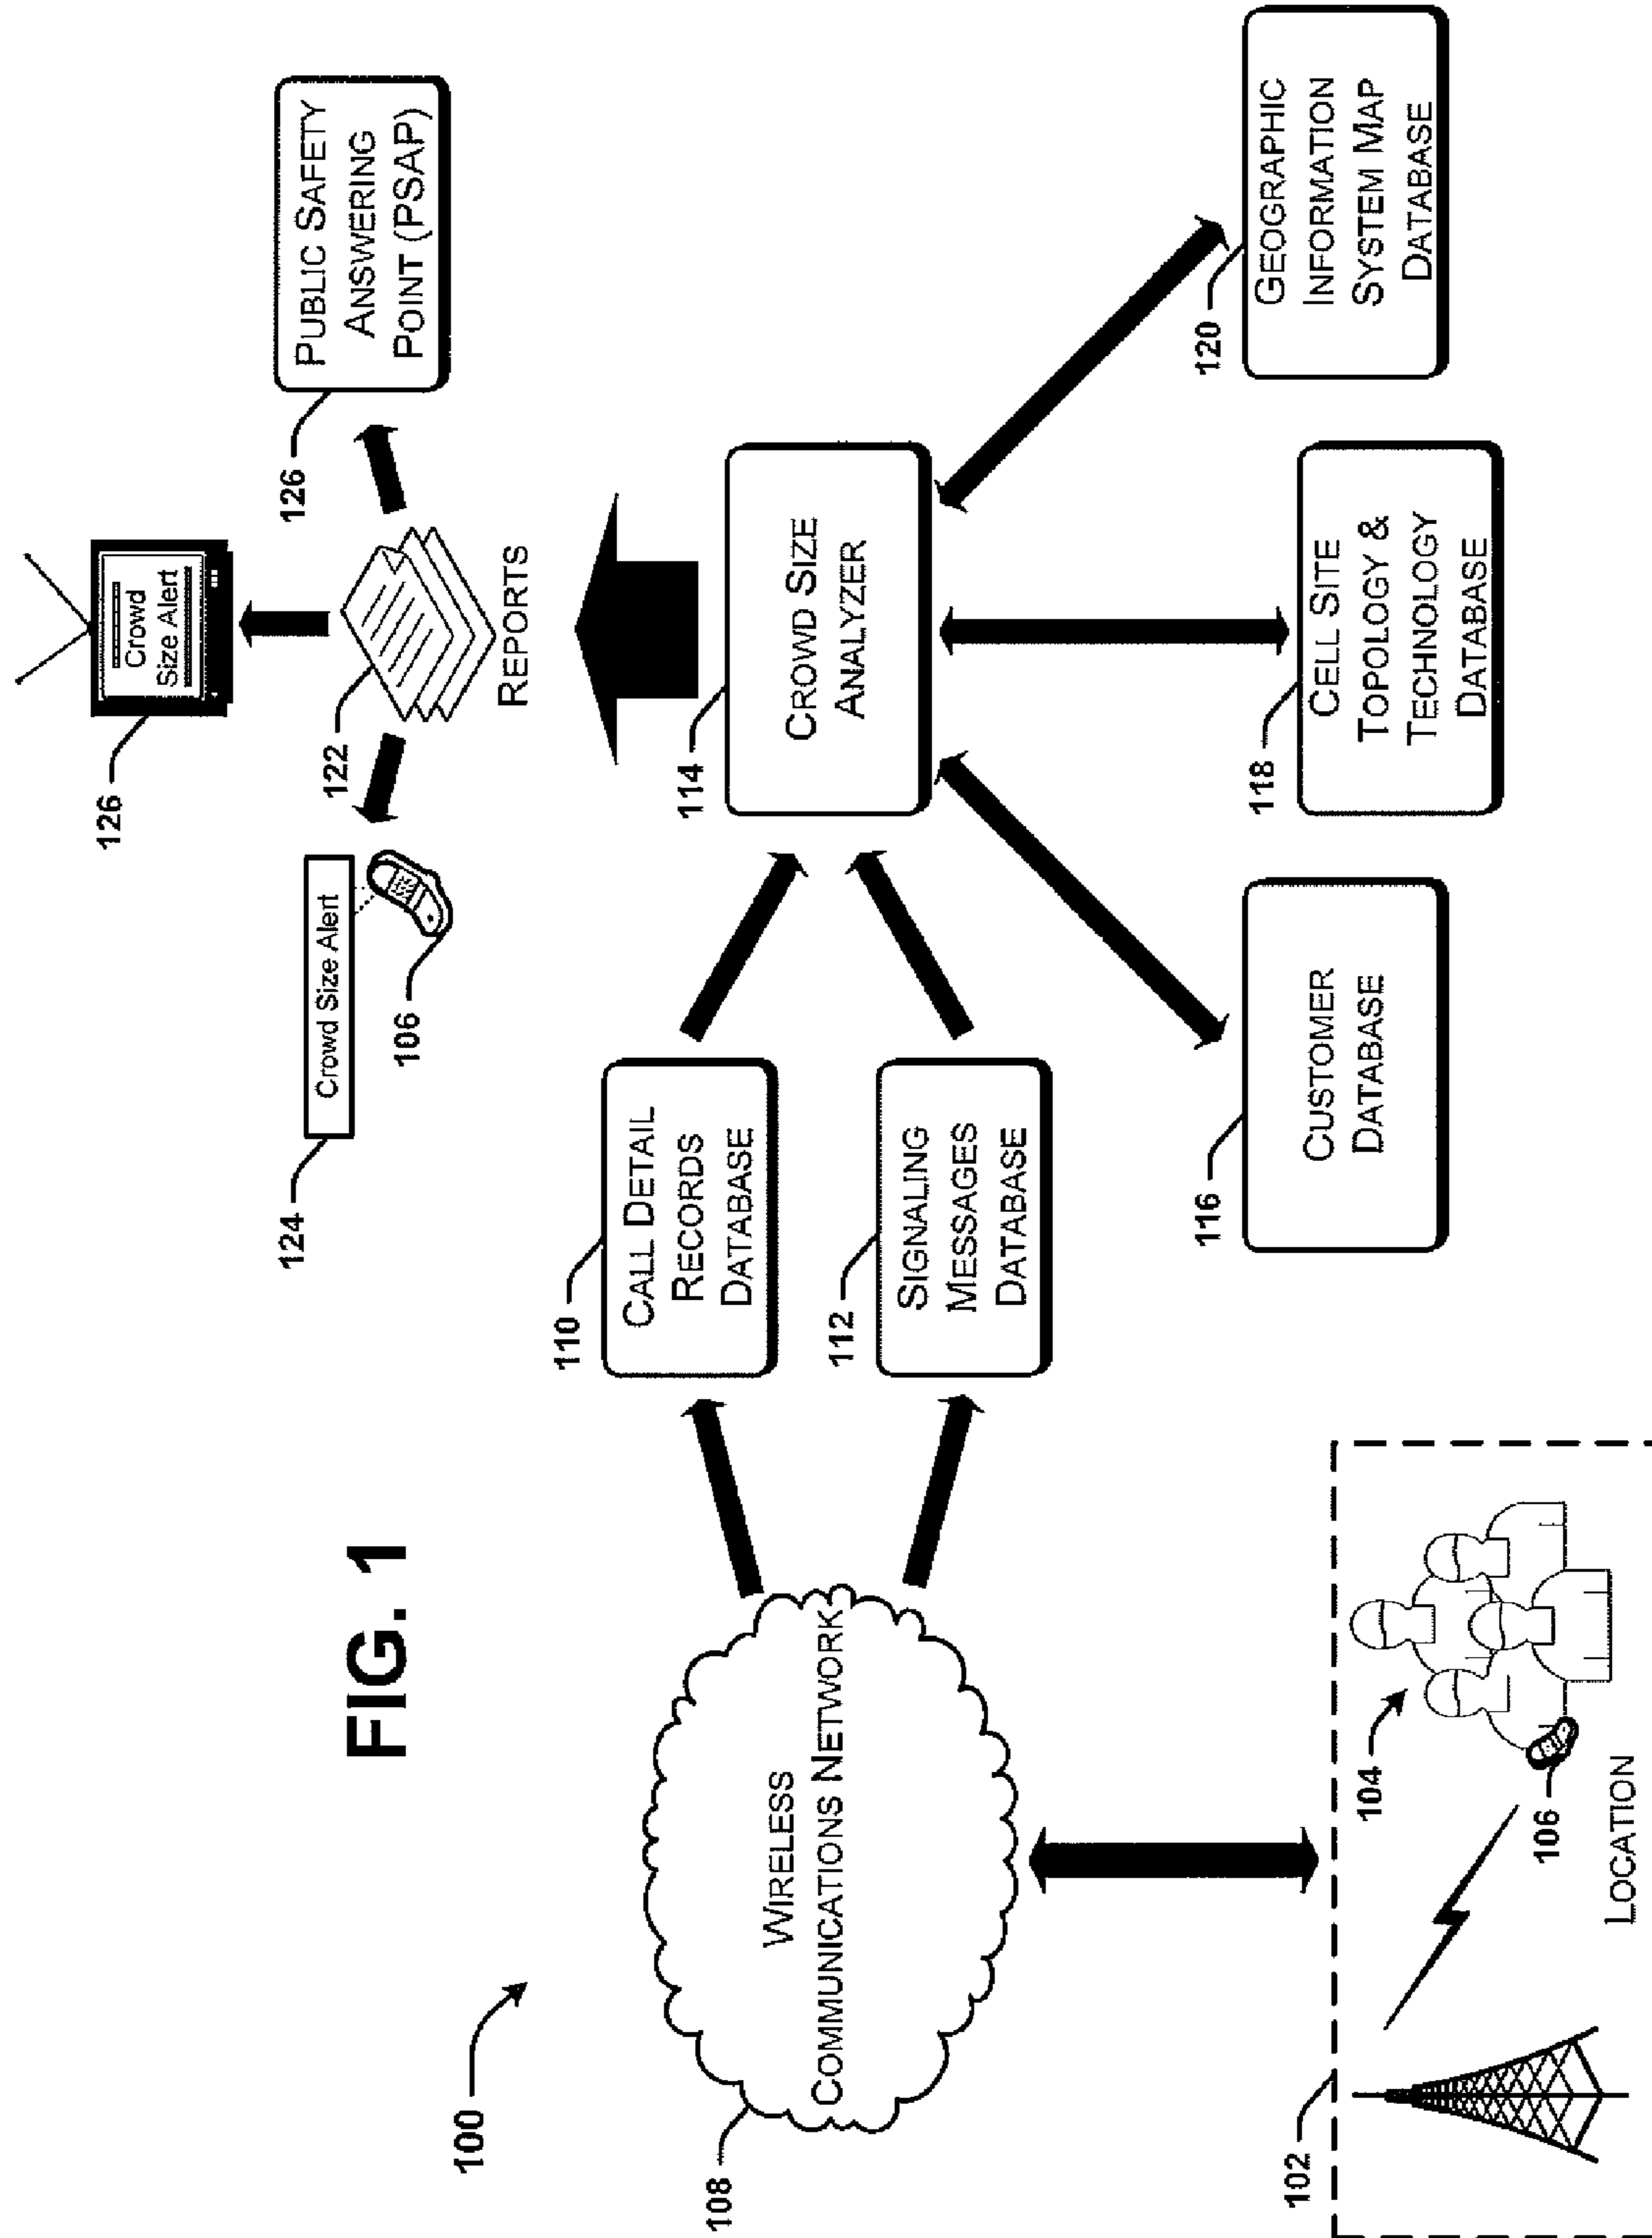 FIG. 1
100
126
Crowd
Size Alert
124
Crowd Size Alert
106
122
REPORTS
126
PUBLIC SAFETY
ANSWERING
POINT (PSAP)
108
WIRELESS
COMMUNICATIONS NETWORK
110
CALL DETAIL
RECORDS
DATABASE
112
SIGNALING
MESSAGES
DATABASE
114
CROWD SIZE
ANALYZER
102
104
106
LOCATION
116
CUSTOMER
DATABASE
118
CELL SITE
TOPOLOGY &
TECHNOLOGY
DATABASE
120
GEOGRAPHIC
INFORMATION
SYSTEM MAP
DATABASE